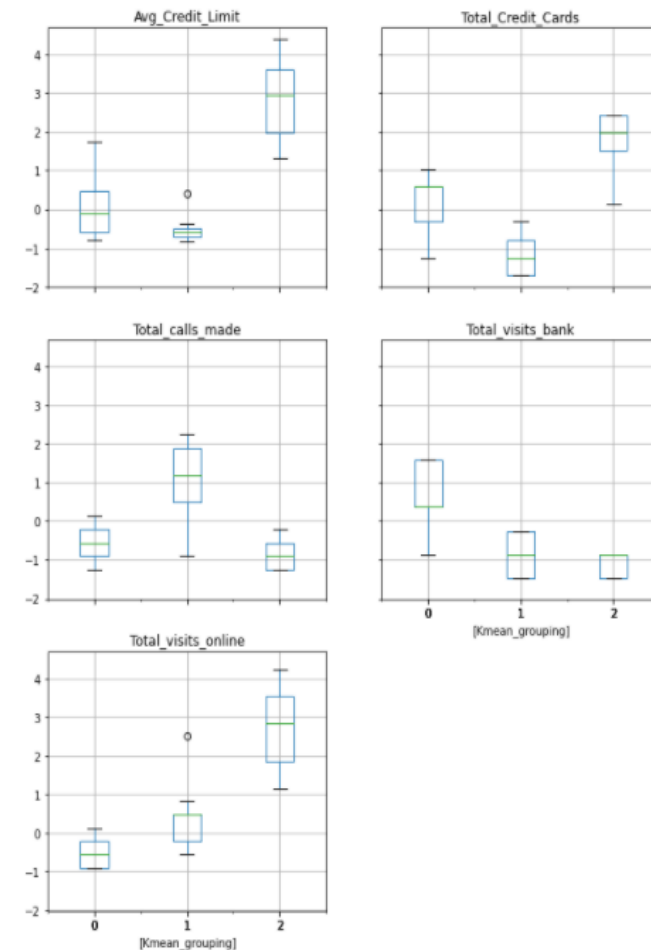 Avg_Credit_Limit
Total_Credit_Cards
4
3
2
1
0
−1
−2
Total_calls_made
Total_visits_bank
4
3
2
1
0
−1
−2
0 1 2
[Kmean_grouping]
Total_visits_online
4
3
2
1
0
−1
−2
0 1 2
[Kmean_grouping]